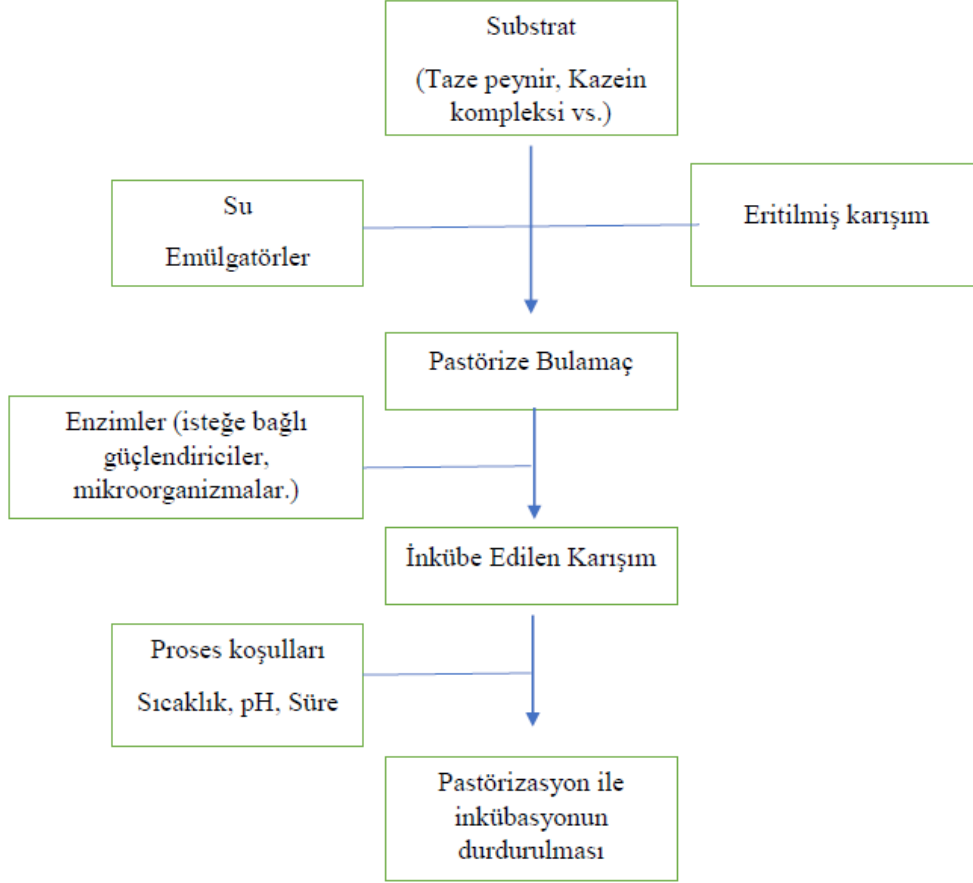 Substrat
(Taze peynir, Kazein
kompleksi vs.)
Su
Emülgatörler
Eritilmiş karışım
Pastörize Bulamaç
Enzimler (isteğe bağlı
güçlendiriciler,
mikroorganizmalar.)
İnkübe Edilen Karışım
Proses koşulları
Sıcaklık, pH, Süre
Pastörizasyon ile
inkübasyonun
durdurulması